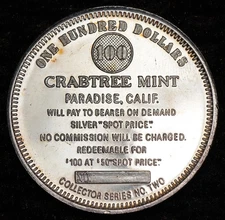 ONE HUNDRED DOLLARS
100
CRABTREE MINT
PARADISE, CALIF.
WILL PAY TO BEARER ON DEMAND
SILVER "SPOT PRICE".
NO COMMISSION WILL BE CHARGED.
REDEEMABLE FOR
$100 AT $50 "SPOT PRICE"
COLLECTOR SERIES NO. TWO